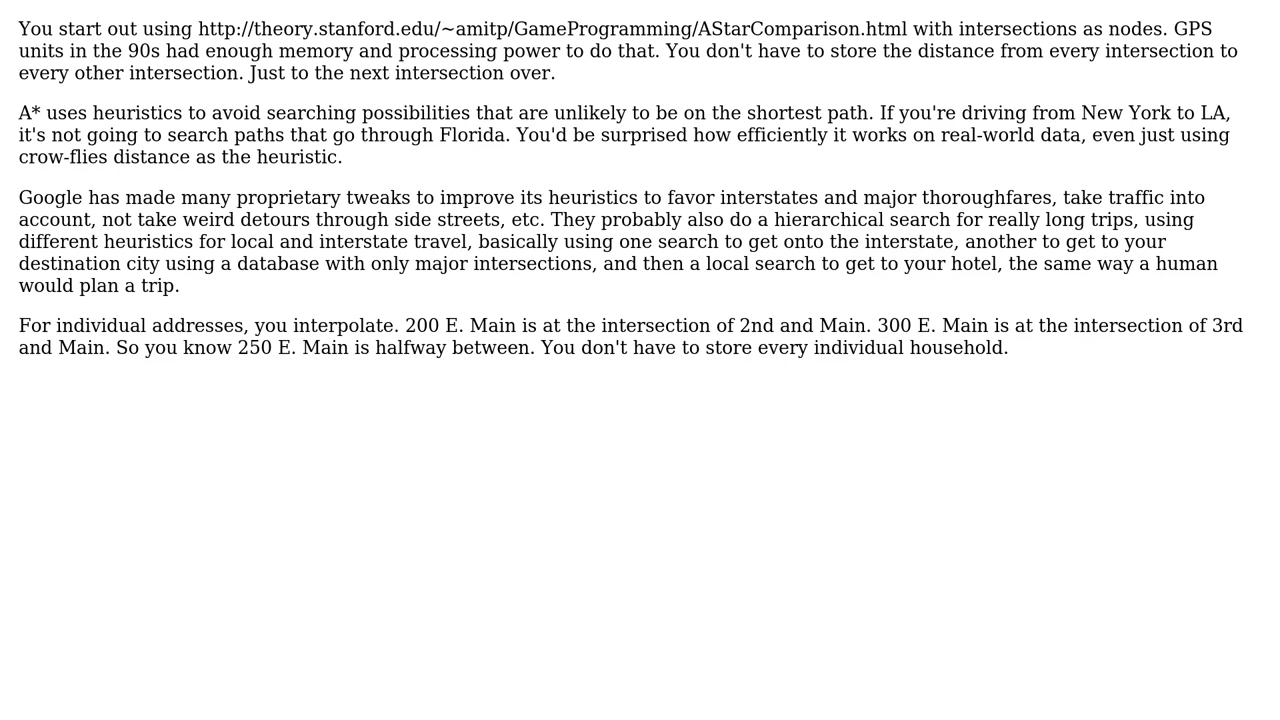 You start out using http://theory.stanford.edu/~amitp/GameProgramming/AStarComparison.html with intersections as nodes. GPS
units in the 90s had enough memory and processing power to do that. You don't have to store the distance from every intersection to
every other intersection. Just to the next intersection over.
A* uses heuristics to avoid searching possibilities that are unlikely to be on the shortest path. If you're driving from New York to LA,
it's not going to search paths that go through Florida. You'd be surprised how efficiently it works on real-world data, even just using
crow-flies distance as the heuristic.
Google has made many proprietary tweaks to improve its heuristics to favor interstates and major thoroughfares, take traffic into
account, not take weird detours through side streets, etc. They probably also do a hierarchical search for really long trips, using
different heuristics for local and interstate travel, basically using one search to get onto the interstate, another to get to your
destination city using a database with only major intersections, and then a local search to get to your hotel, the same way a human
would plan a trip.
For individual addresses, you interpolate. 200 E. Main is at the intersection of 2nd and Main. 300 E. Main is at the intersection of 3rd
and Main. So you know 250 E. Main is halfway between. You don't have to store every individual household.